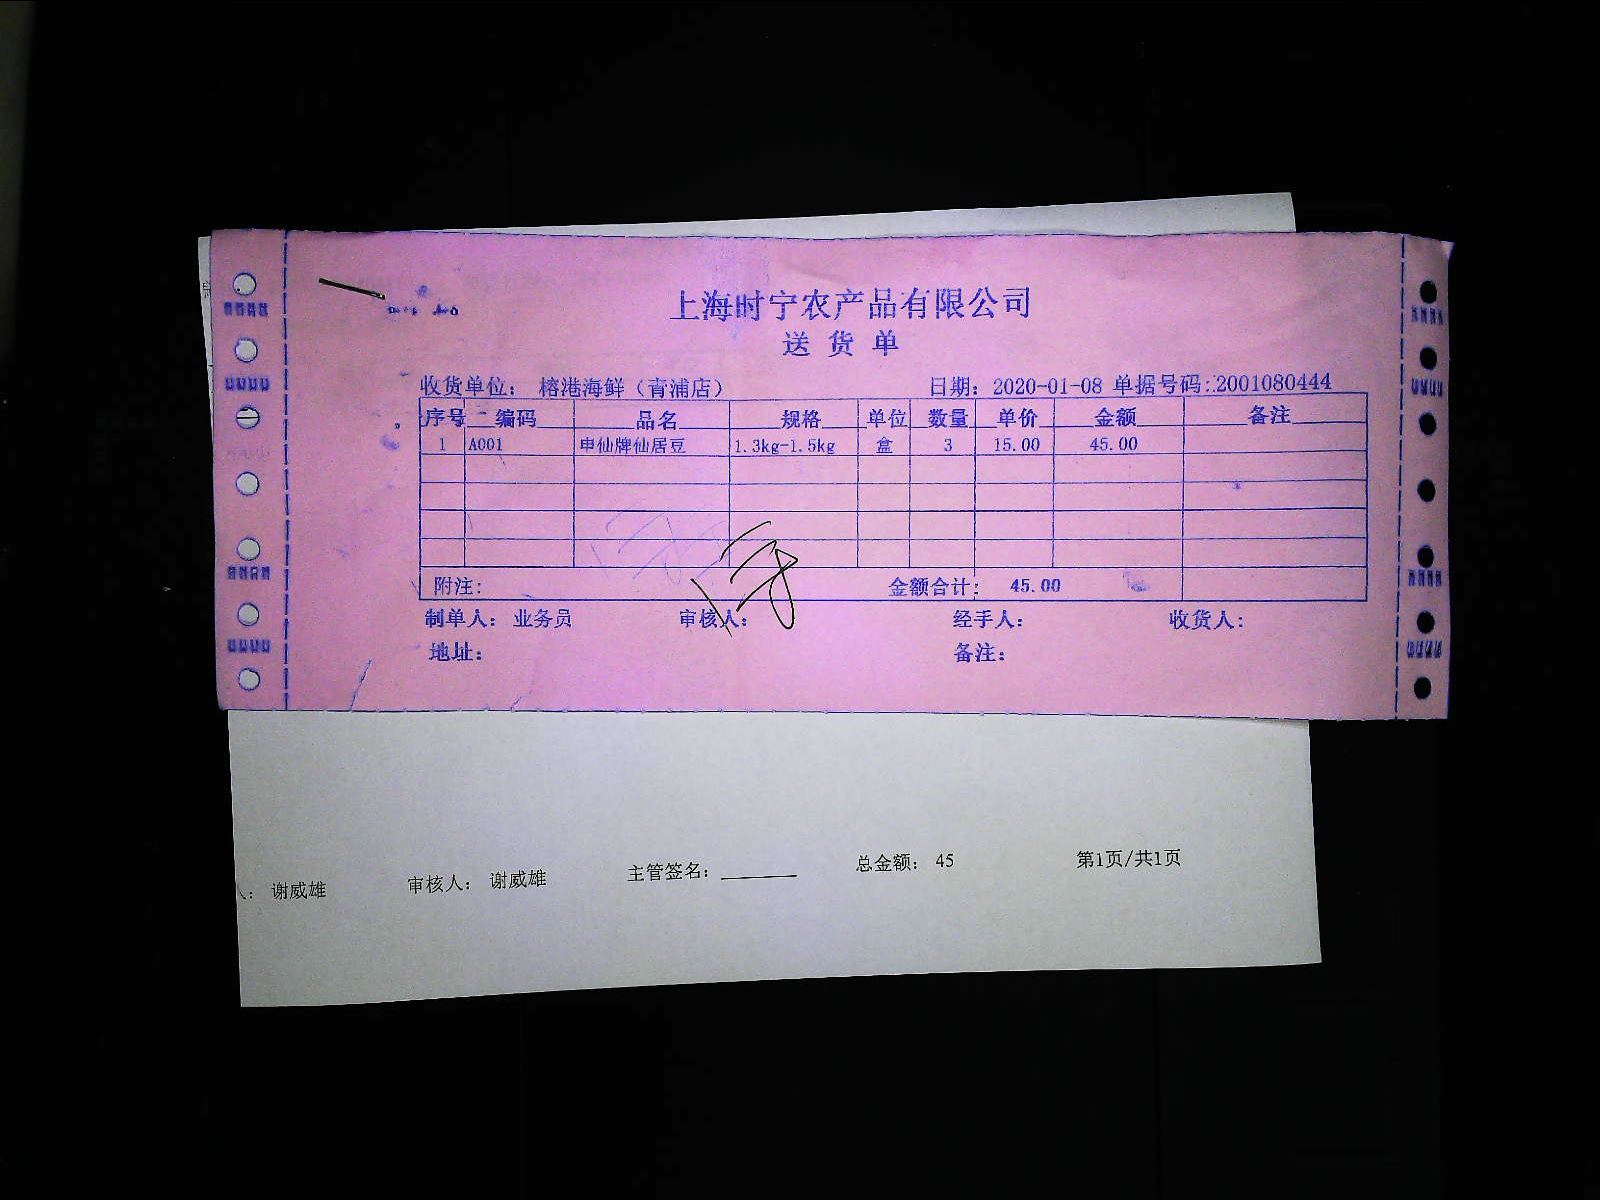 上海时宁农产品有限公司
送货单
收货单位： 榕港海鲜（青浦店） 日期：2020-01-08 单据号码：2001080444
序号 编码 品名 规格 单位 数量 单价 金额 备注
1 A001 申仙牌仙居豆 1.3kg-1.5kg 盒 3 15.00 45.00
附注： 金额合计： 45.00
制单人：业务员 审核人： 经手人： 收货人：
地址： 备注：
人： 谢威雄 审核人： 谢威雄 主管签名： 总金额： 45 第1页/共1页